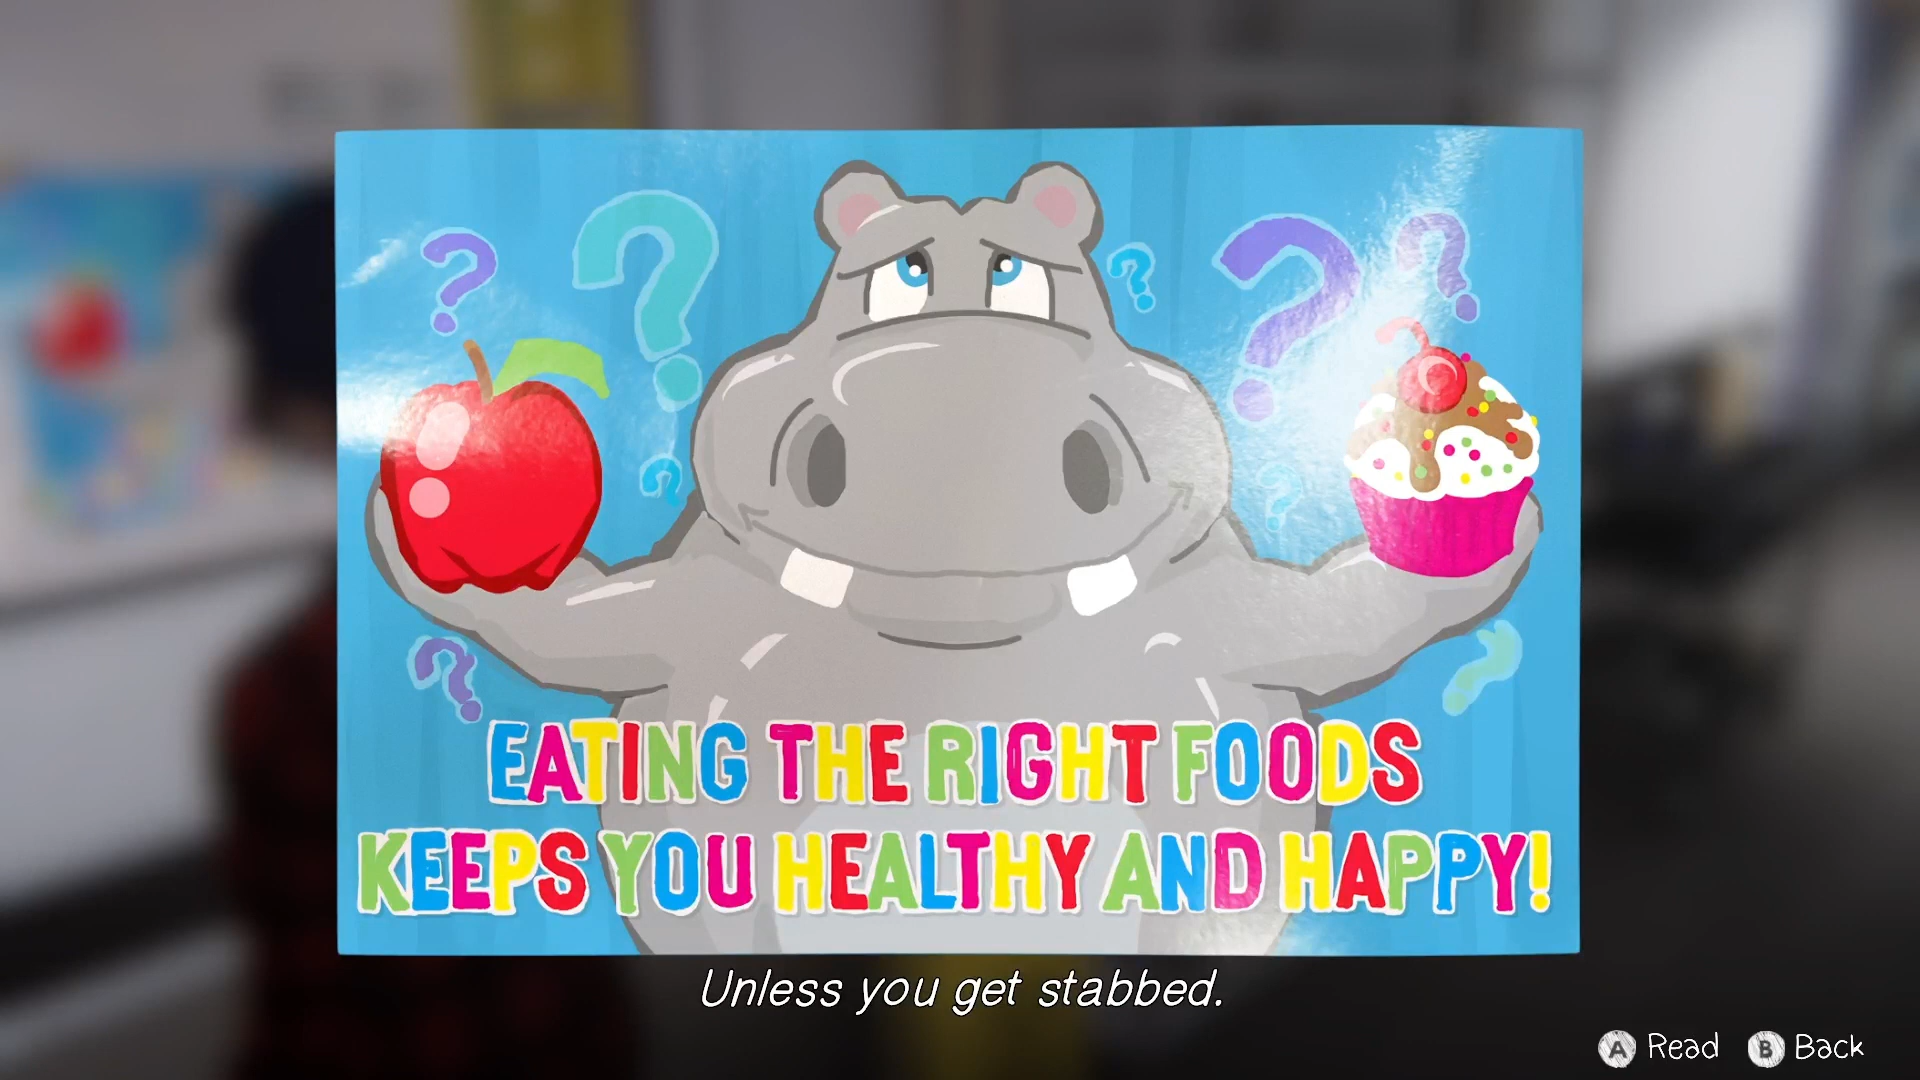 EATING THE RIGHT FOODS
KEEPS YOU HEALTHY AND HAPPY!
Unless you get stabbed.
A Read B Back